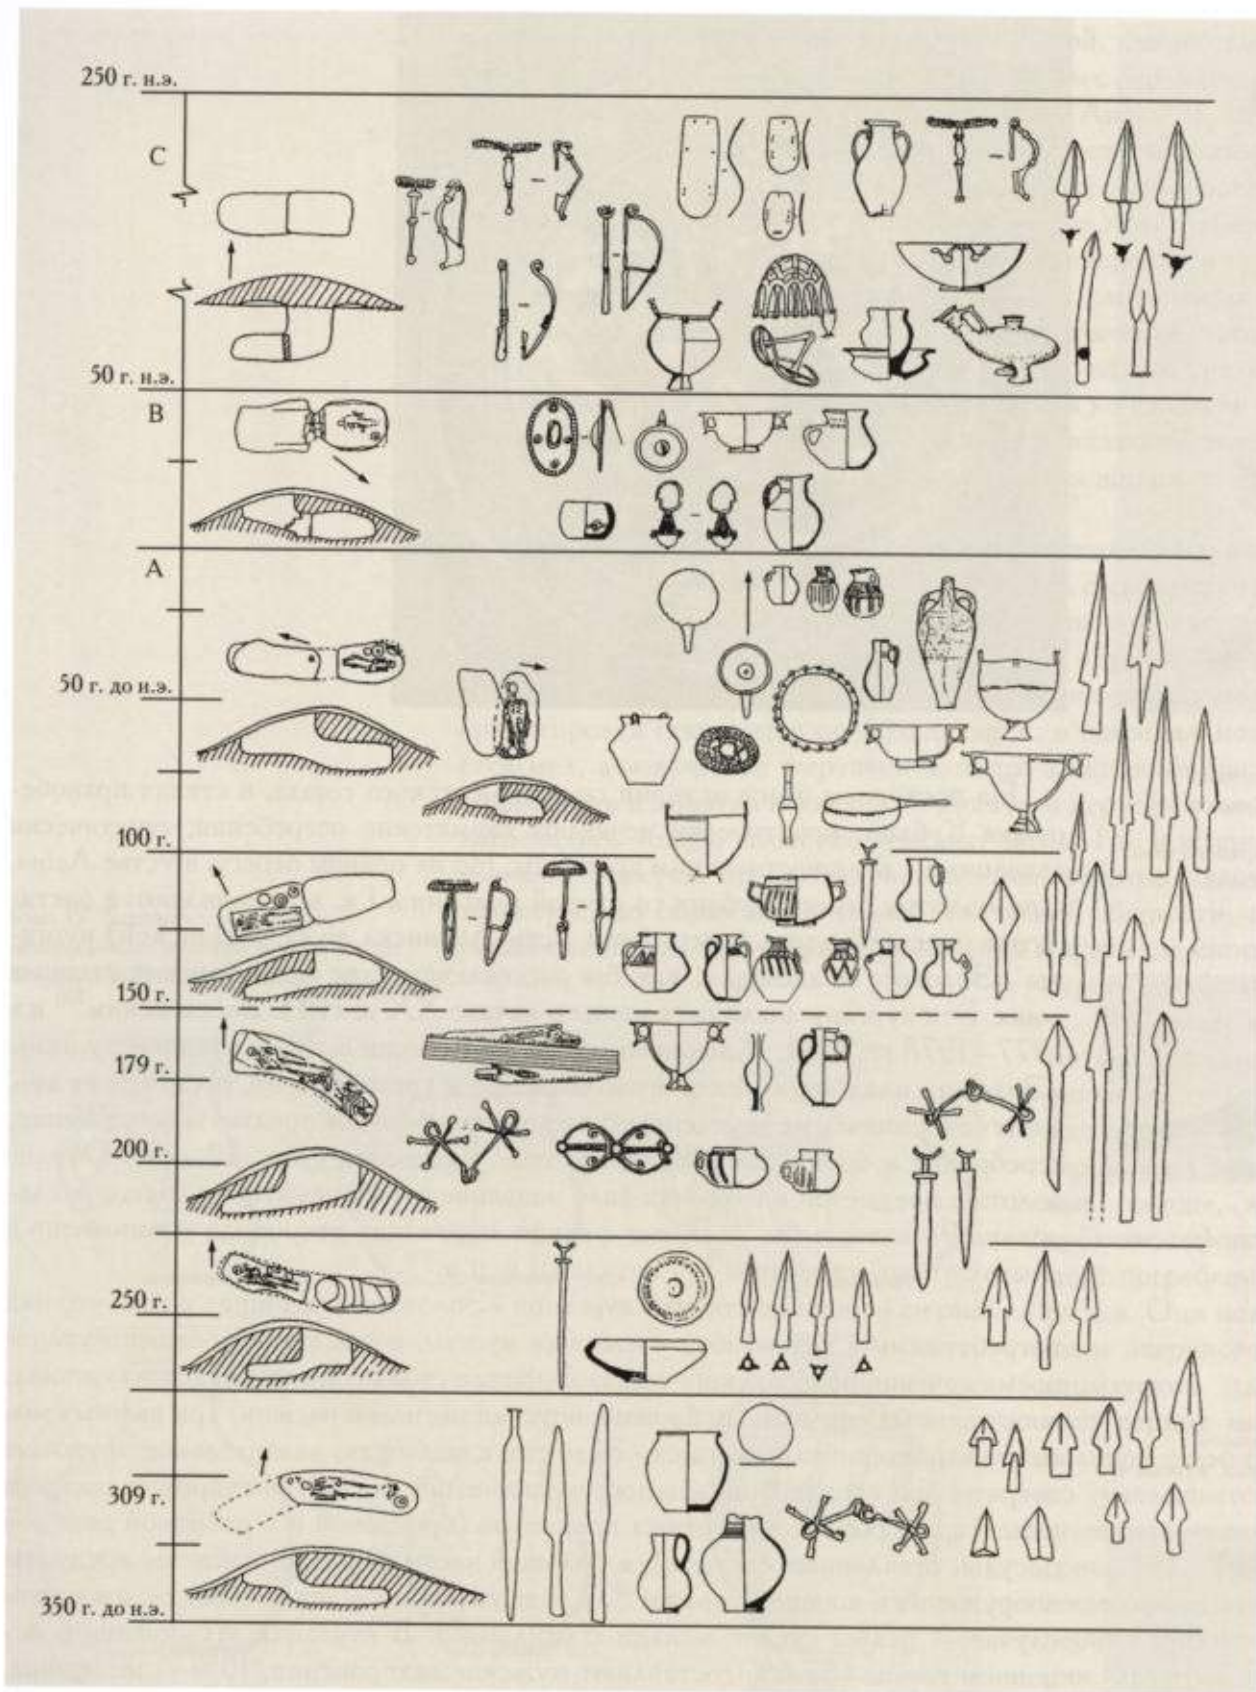 250 г. н.э.
С
50 г. н.э.
В
А
50 г. до н.э.
100 г.
150 г.
179 г.
200 г.
250 г.
309 г.
350 г. до н.э.